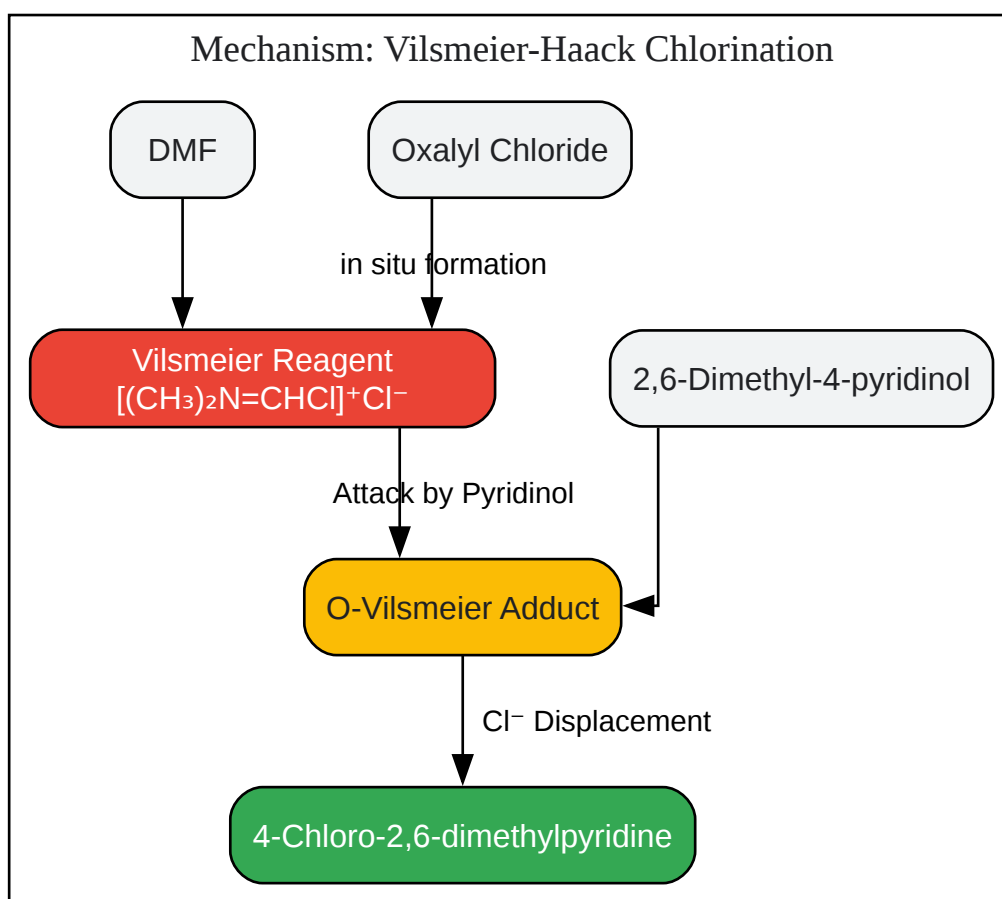 Mechanism: Vilsmeier-Haack Chlorination
DMF
Oxalyl Chloride
in situ formation
Vilsmeier Reagent
[(CH₃)₂N=CHCl]⁺Cl⁻
2,6-Dimethyl-4-pyridinol
Attack by Pyridinol
O-Vilsmeier Adduct
Cl⁻ Displacement
4-Chloro-2,6-dimethylpyridine